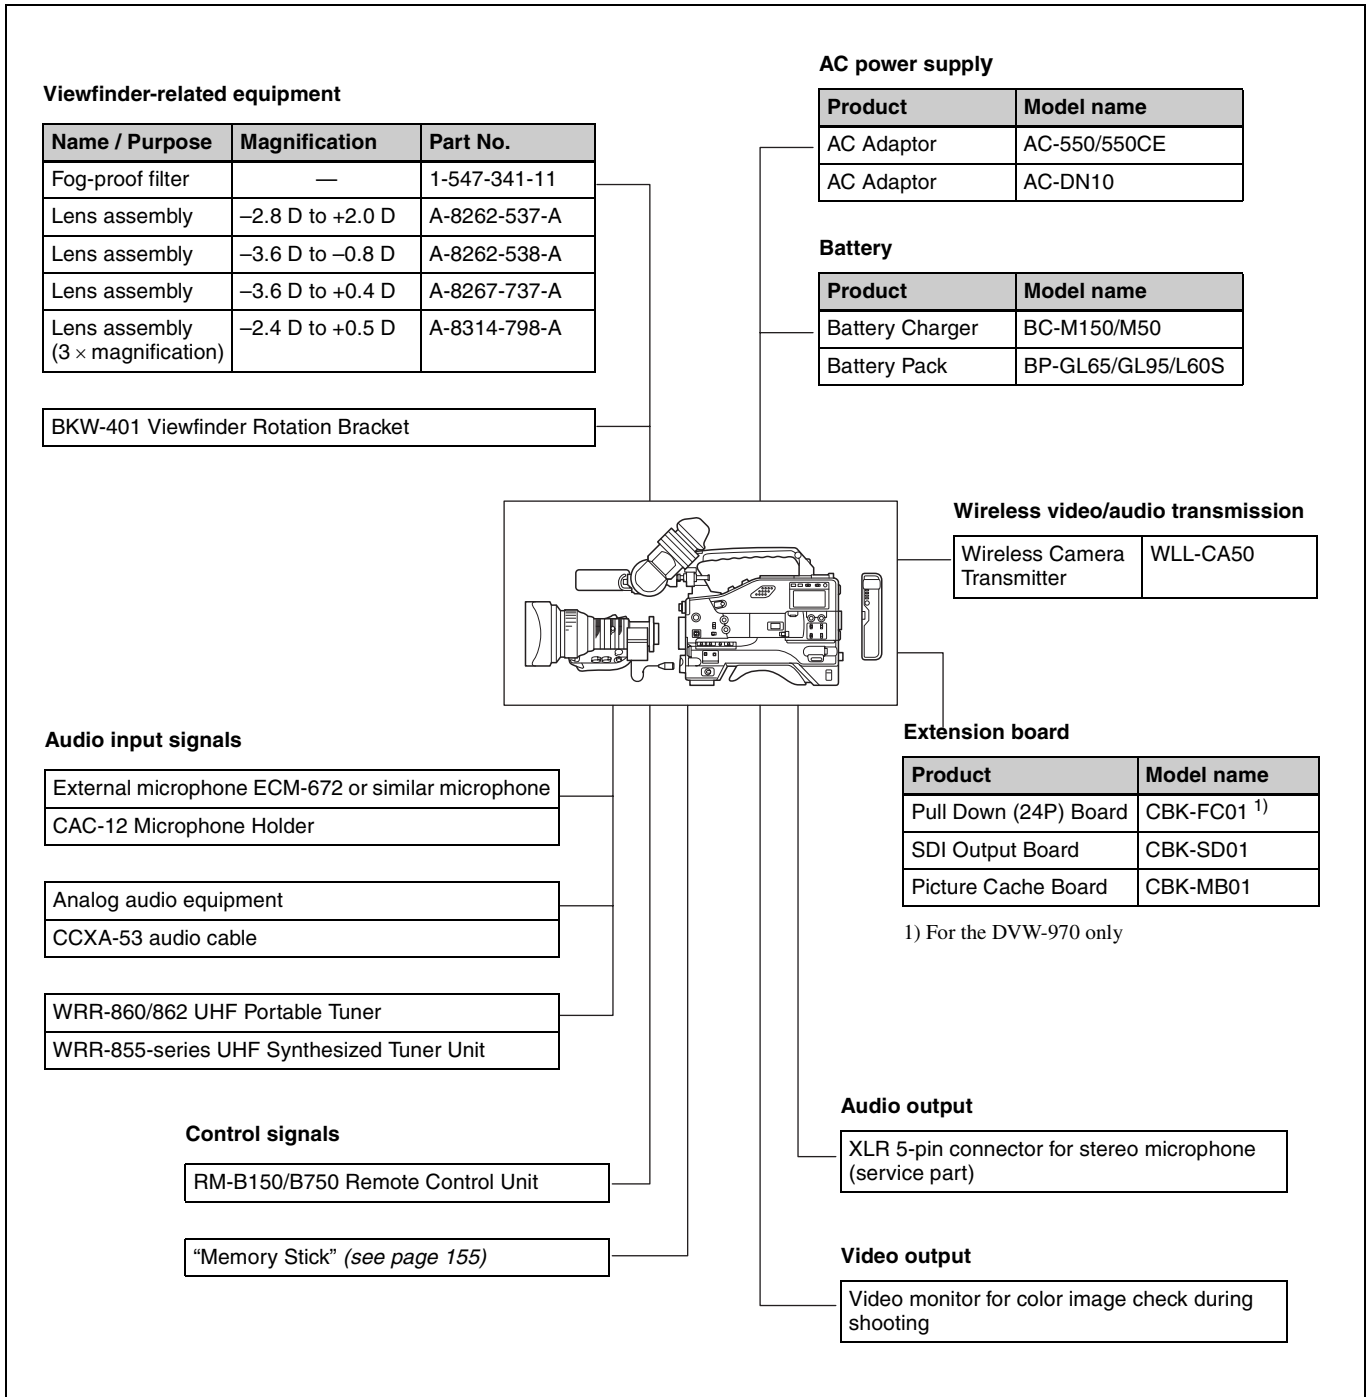 Viewfinder-related equipment
Name / Purpose Magnification Part No.
Fog-proof filter — 1-547-341-11
Lens assembly –2.8 D to +2.0 D A-8262-537-A
Lens assembly –3.6 D to –0.8 D A-8262-538-A
Lens assembly –3.6 D to +0.4 D A-8267-737-A
Lens assembly –2.4 D to +0.5 D A-8314-798-A
(3 × magnification)
BKW-401 Viewfinder Rotation Bracket
AC power supply
Product Model name
AC Adaptor AC-550/550CE
AC Adaptor AC-DN10
Battery
Product Model name
Battery Charger BC-M150/M50
Battery Pack BP-GL65/GL95/L60S
Wireless video/audio transmission
Wireless Camera WLL-CA50
Transmitter
Extension board
Product Model name
Pull Down (24P) Board CBK-FC01 1)
SDI Output Board CBK-SD01
Picture Cache Board CBK-MB01
1) For the DVW-970 only
Audio input signals
External microphone ECM-672 or similar microphone
CAC-12 Microphone Holder
Analog audio equipment
CCXA-53 audio cable
WRR-860/862 UHF Portable Tuner
WRR-855-series UHF Synthesized Tuner Unit
Control signals
RM-B150/B750 Remote Control Unit
“Memory Stick” (see page 155)
Audio output
XLR 5-pin connector for stereo microphone
(service part)
Video output
Video monitor for color image check during
shooting